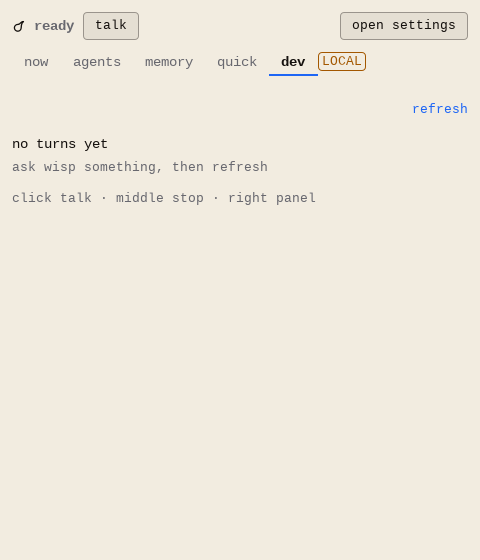 ready talk open settings
now agents memory quick dev LOCAL
refresh
no turns yet
ask wisp something, then refresh
click talk · middle stop · right panel